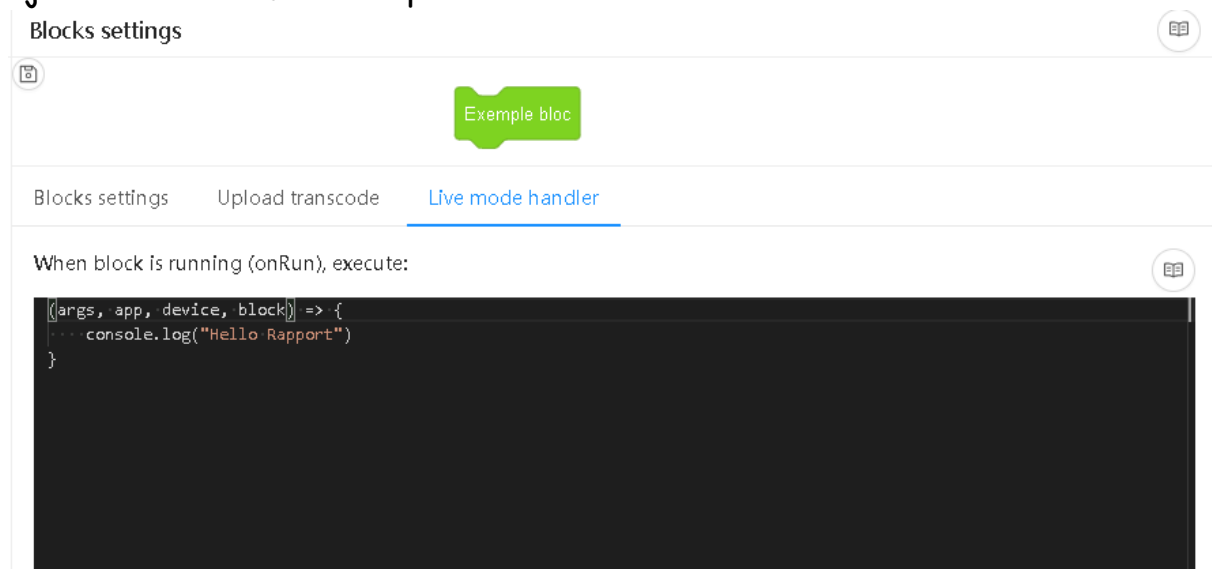 Blocks settings
Exemple bloc
Blocks settings Upload transcode Live mode handler
When block is running (onRun), execute:
(args, app, device, block) => {
console.log("Hello Rapport")
}